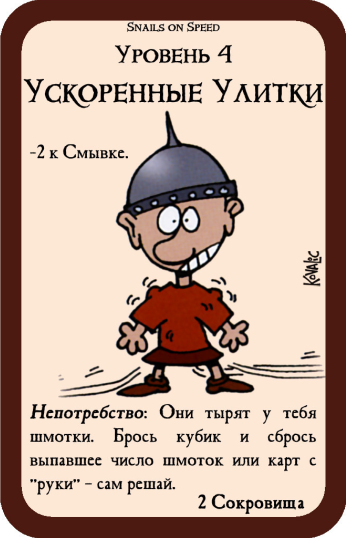 Snails on Speed
Уровень 4
Ускоренные Улитки
-2 к Смывке.
Kovalic
Непотребство: Они тырят у тебя
шмотки. Брось кубик и сбрось
выпавшее число шмоток или карт с
"руки" - сам решай.
2 Сокровища